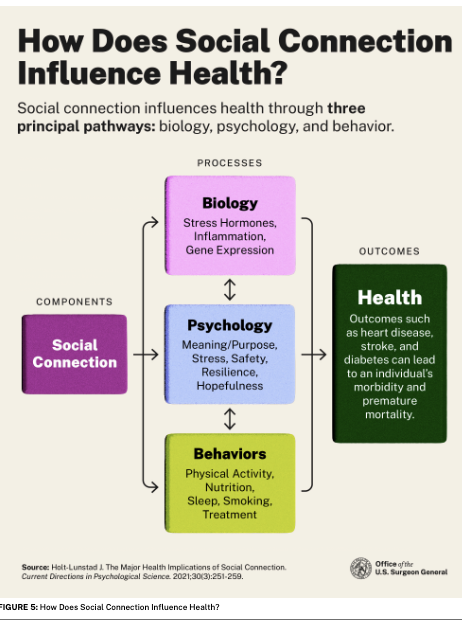 How Does Social Connection
Influence Health?
Social connection influences health through three
principal pathways: biology, psychology, and behavior.
PROCESSES
Biology
Stress Hormones,
Inflammation,
Gene Expression
OUTCOMES
COMPONENTS
Social
Connection
Psychology
Meaning/Purpose,
Stress, Safety,
Resilience,
Hopefulness
Health
Outcomes such
as heart disease,
stroke, and
diabetes can lead
to an individual's
morbidity and
premature
mortality.
Behaviors
Physical Activity,
Nutrition,
Sleep, Smoking,
Treatment
Source: Holt-Lunstad J. The Major Health Implications of Social Connection.
Current Directions in Psychological Science. 2021;30(3):251-259.
Office of the
U.S. Surgeon General
FIGURE 5: How Does Social Connection Influence Health?